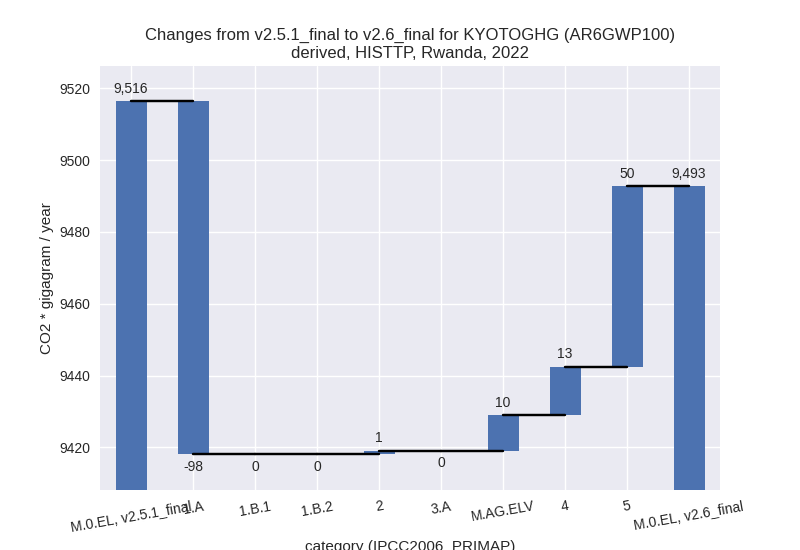 Changes from v2.5.1_final to v2.6_final for KYOTOGHG (AR6GWP100)
derived, HISTTP, Rwanda, 2022
CO2 * gigagram / year
9520
9500
9480
9460
9440
9420
9,516
-98
0
0
1
0
10
13
50
9,493
M.0.EL, v2.5.1_final
1.A
1.B.1
1.B.2
2
3.A
M.AG.ELV
4
5
M.0.EL, v2.6_final
category (IPCC2006_PRIMAP)